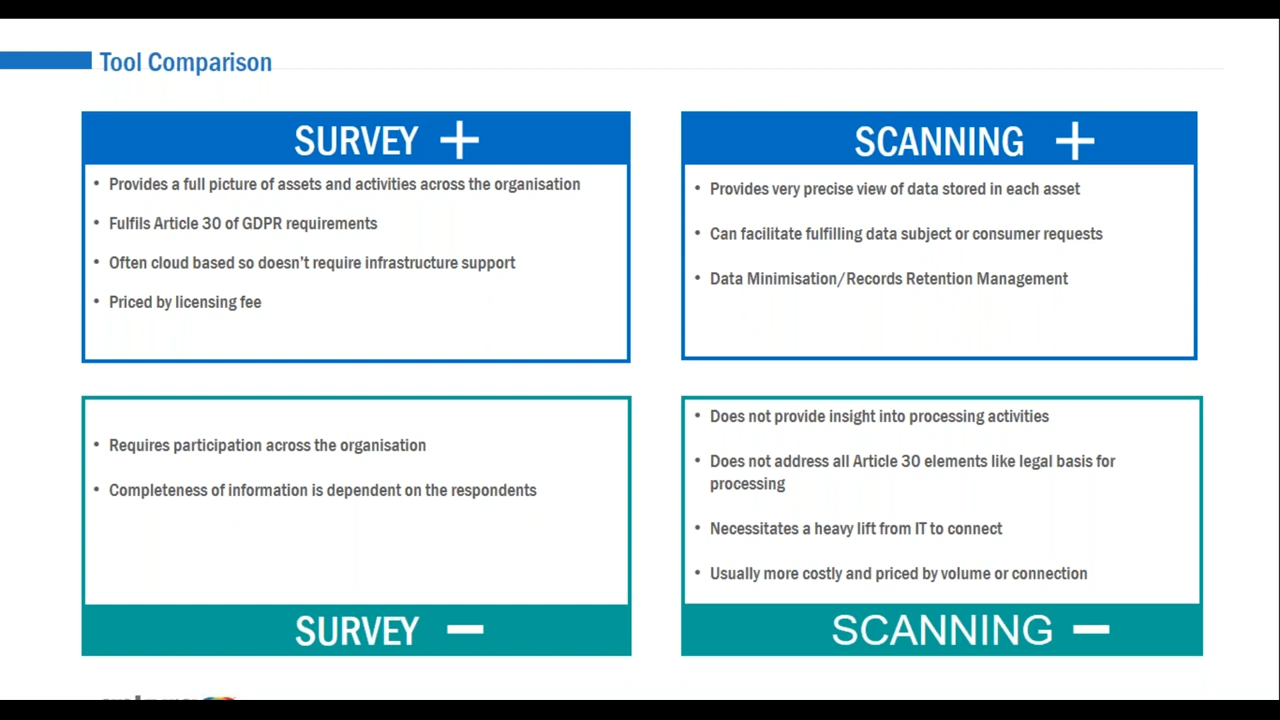 Tool Comparison
SURVEY +
• Provides a full picture of assets and activities across the organisation
• Fulfils Article 30 of GDPR requirements
• Often cloud based so doesn't require infrastructure support
• Priced by licensing fee
SCANNING +
• Provides very precise view of data stored in each asset
• Can facilitate fulfilling data subject or consumer requests
• Data Minimisation/Records Retention Management
• Requires participation across the organisation
• Completeness of information is dependent on the respondents
SURVEY −
• Does not provide insight into processing activities
• Does not address all Article 30 elements like legal basis for
processing
• Necessitates a heavy lift from IT to connect
• Usually more costly and priced by volume or connection
SCANNING −